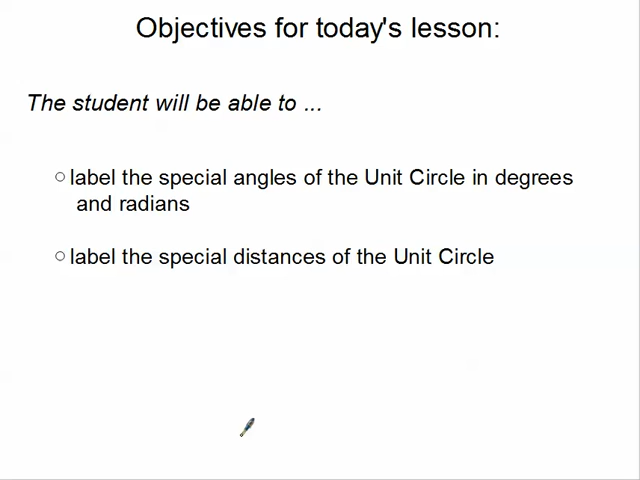 Objectives for today's lesson:
The student will be able to ...
label the special angles of the Unit Circle in degrees
and radians
label the special distances of the Unit Circle